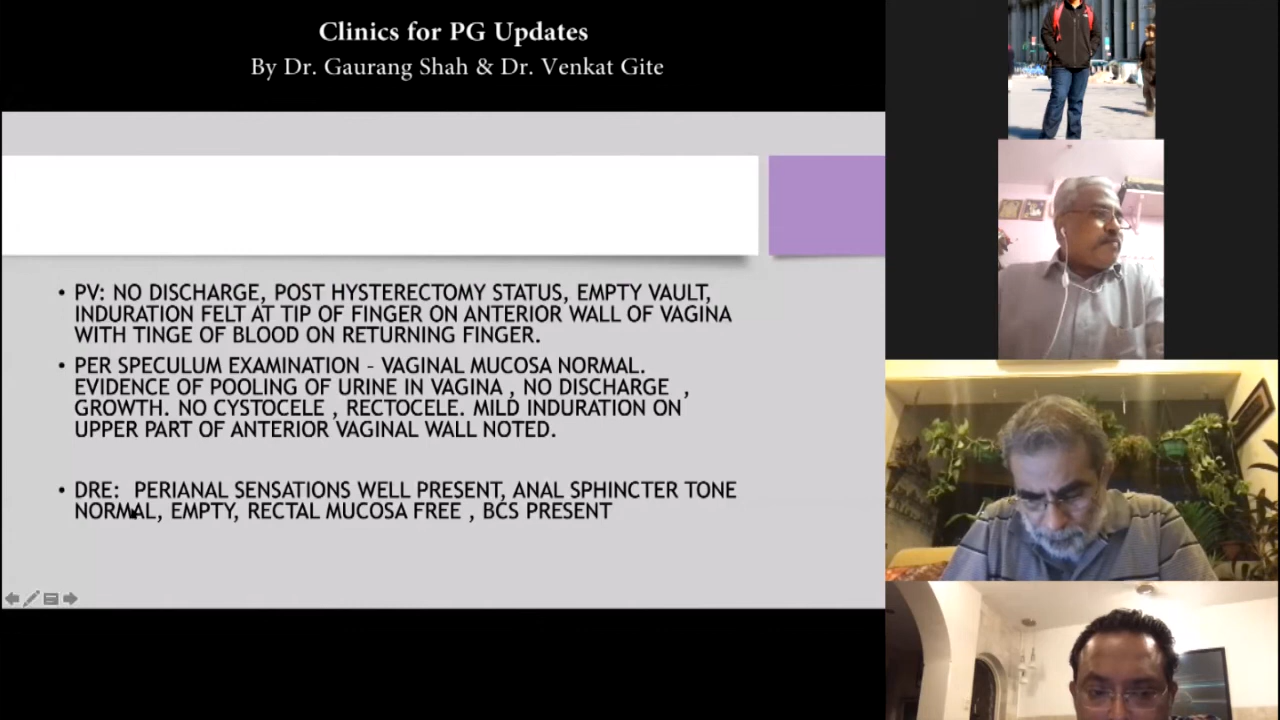 Clinics for PG Updates
By Dr. Gaurang Shah & Dr. Venkat Gite
• PV: NO DISCHARGE, POST HYSTERECTOMY STATUS, EMPTY VAULT,
INDURATION FELT AT TIP OF FINGER ON ANTERIOR WALL OF VAGINA
WITH TINGE OF BLOOD ON RETURNING FINGER.
• PER SPECULUM EXAMINATION – VAGINAL MUCOSA NORMAL.
EVIDENCE OF POOLING OF URINE IN VAGINA , NO DISCHARGE ,
GROWTH. NO CYSTOCELE , RECTOCELE. MILD INDURATION ON
UPPER PART OF ANTERIOR VAGINAL WALL NOTED.
• DRE: PERIANAL SENSATIONS WELL PRESENT, ANAL SPHINCTER TONE
NORMAL, EMPTY, RECTAL MUCOSA FREE , BCS PRESENT